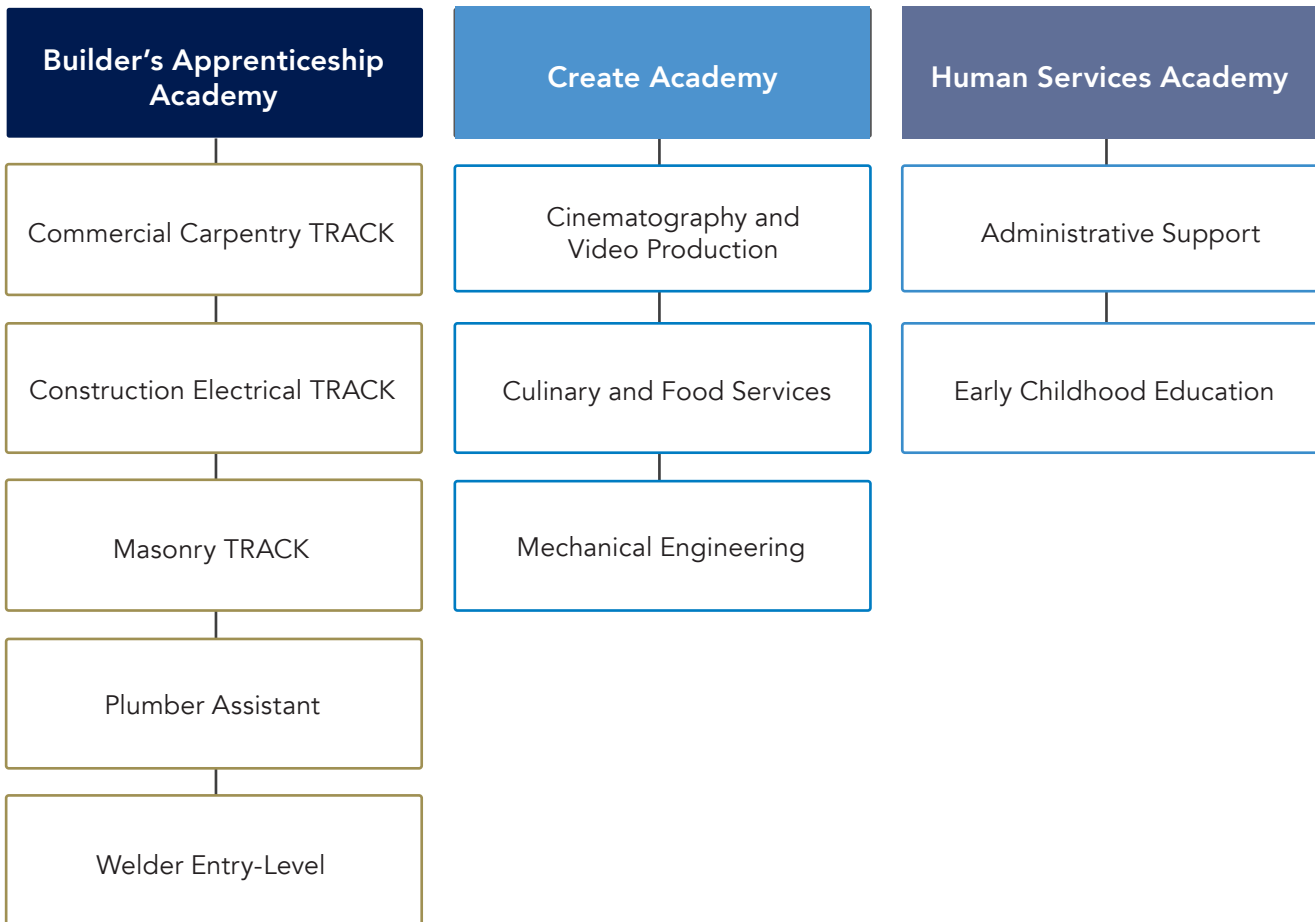 Builder’s Apprenticeship
Academy
Commercial Carpentry TRACK
Construction Electrical TRACK
Masonry TRACK
Plumber Assistant
Welder Entry-Level
Create Academy
Cinematography and
Video Production
Culinary and Food Services
Mechanical Engineering
Human Services Academy
Administrative Support
Early Childhood Education